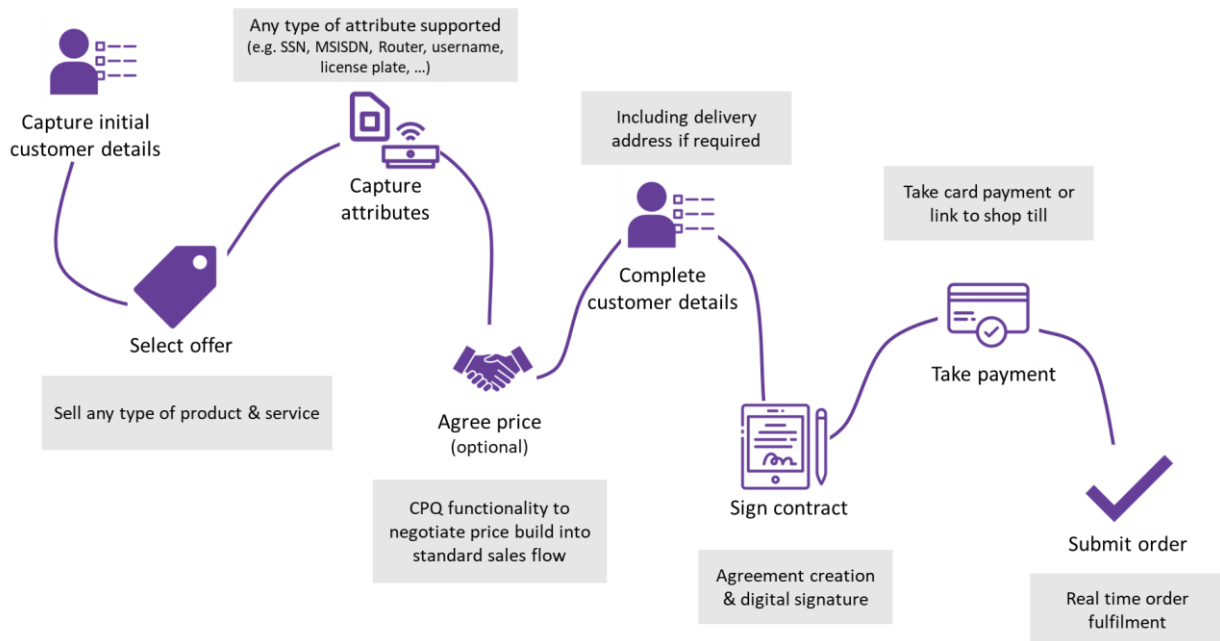 Any type of attribute supported
(e.g. SSN, MSISDN, Router, username,
license plate, ...)
Capture initial
customer details
Capture
attributes
Including delivery
address if required
Take card payment or
link to shop till
Select offer
Sell any type of product & service
Complete
customer details
Take payment
Agree price
(optional)
CPQ functionality to
negotiate price build into
standard sales flow
Sign contract
Agreement creation
& digital signature
Submit order
Real time order
fulfilment